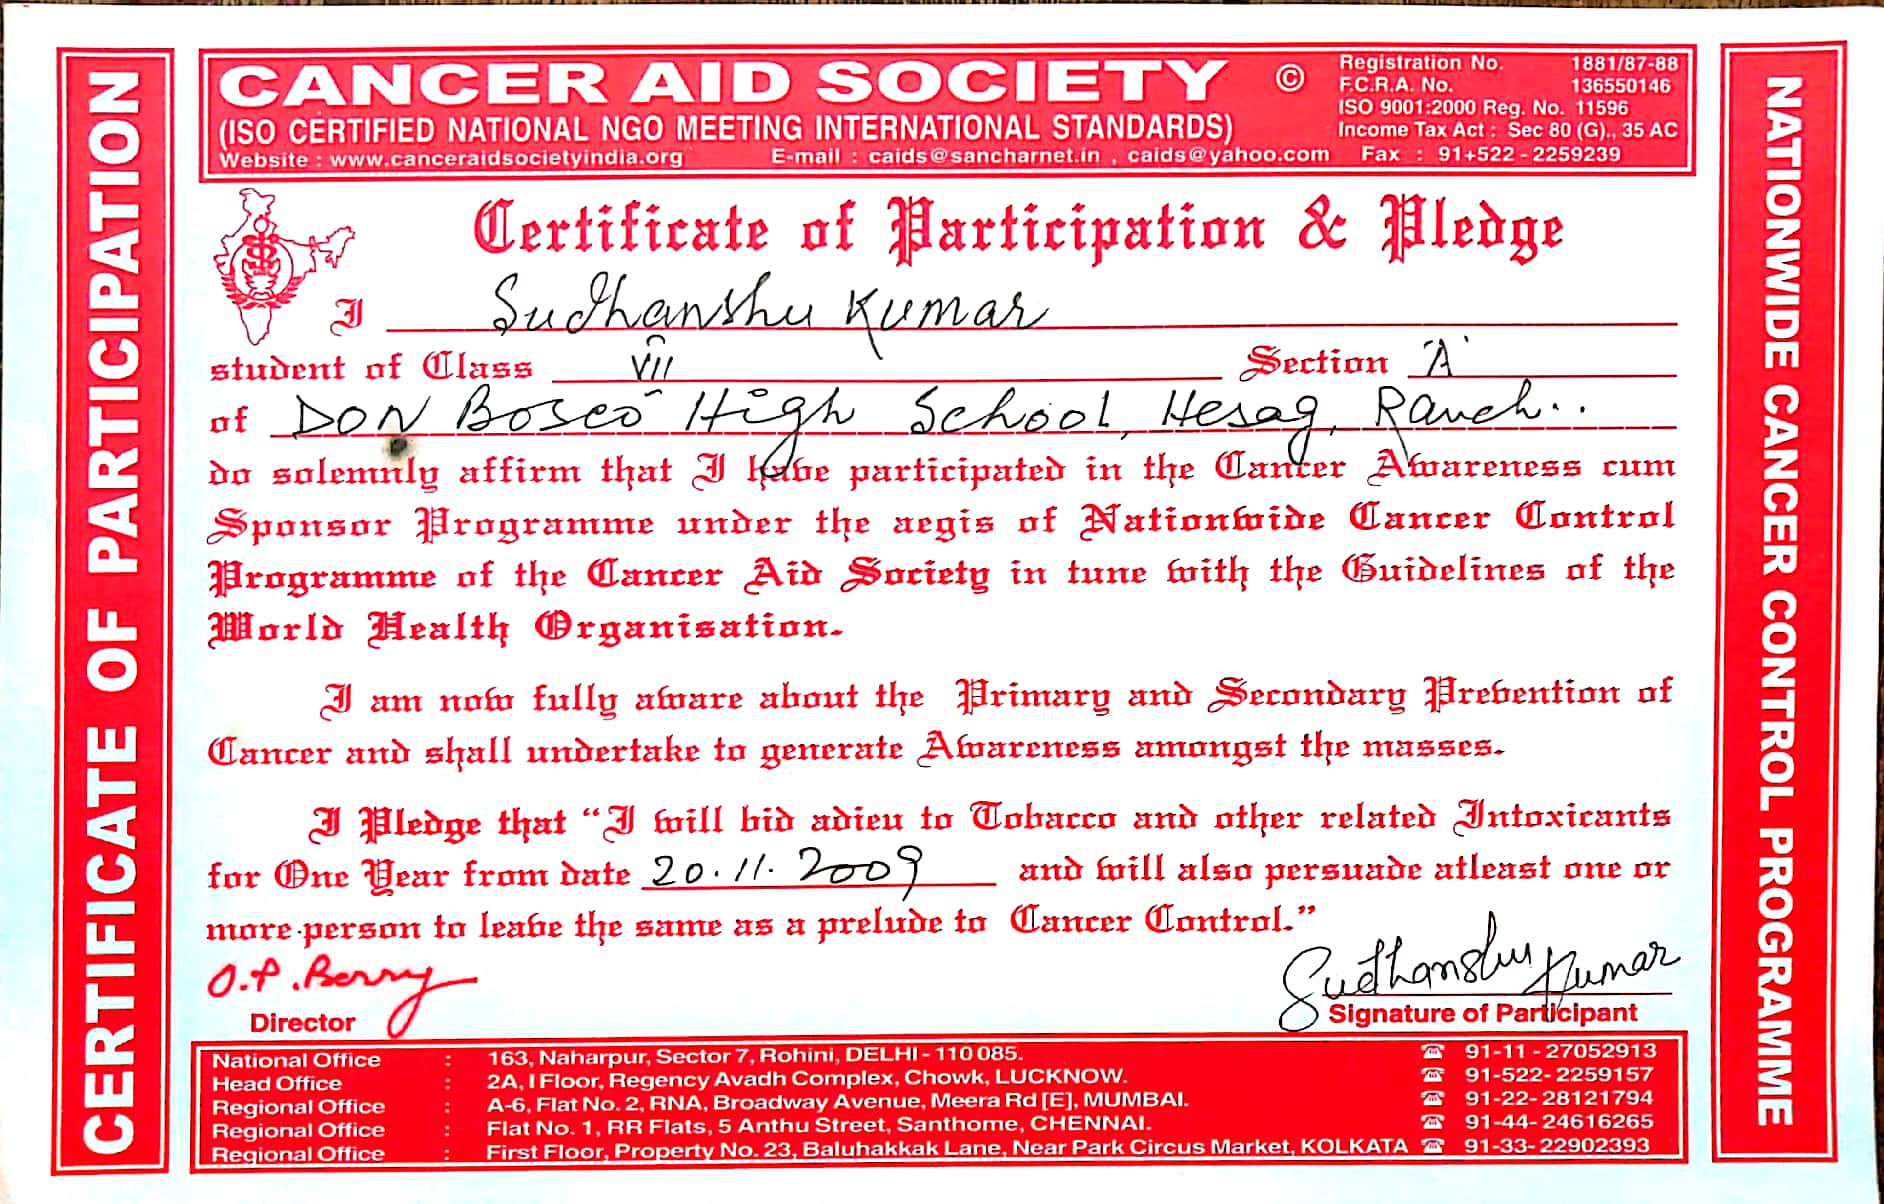 CERTIFICATE OF PARTICIPATION
CANCER AID SOCIETY ©
(ISO CERTIFIED NATIONAL NGO MEETING INTERNATIONAL STANDARDS)
Website : www.canceraidsocietyindia.org E-mail : caids@sancharnet.in , caids@yahoo.com Fax : 91+522 - 2259239
Registration No. 1881/87-88
F.C.R.A. No. 136550146
ISO 9001:2000 Reg. No. 11596
Income Tax Act : Sec 80 (G)., 35 AC
Certificate of Participation & Pledge
I Sudhanshu Kumar
student of Class VII Section 'A'
of DON Bosco High School, Hesag, Ranch..
do solemnly affirm that I have participated in the Cancer Awareness cum
Sponsor Programme under the aegis of Nationwide Cancer Control
Programme of the Cancer Aid Society in tune with the Guidelines of the
World Health Organisation.
I am now fully aware about the Primary and Secondary Prevention of
Cancer and shall undertake to generate Awareness amongst the masses.
I Pledge that “I will bid adieu to Tobacco and other related Intoxicants
for One Year from date 20.11.2009 and will also persuade atleast one or
more person to leave the same as a prelude to Cancer Control.”
O.P. Berry
Director
Sudhanshu Kumar
Signature of Participant
National Office : 163, Naharpur, Sector 7, Rohini, DELHI - 110 085. ☎ 91-11 - 27052913
Head Office : 2A, I Floor, Regency Avadh Complex, Chowk, LUCKNOW. ☎ 91-522- 2259157
Regional Office : A-6, Flat No. 2, RNA, Broadway Avenue, Meera Rd [E], MUMBAI. ☎ 91-22- 28121794
Regional Office : Flat No. 1, RR Flats, 5 Anthu Street, Santhome, CHENNAI. ☎ 91-44- 24616265
Regional Office : First Floor, Property No. 23, Baluhakkak Lane, Near Park Circus Market, KOLKATA ☎ 91-33- 22902393
NATIONWIDE CANCER CONTROL PROGRAMME